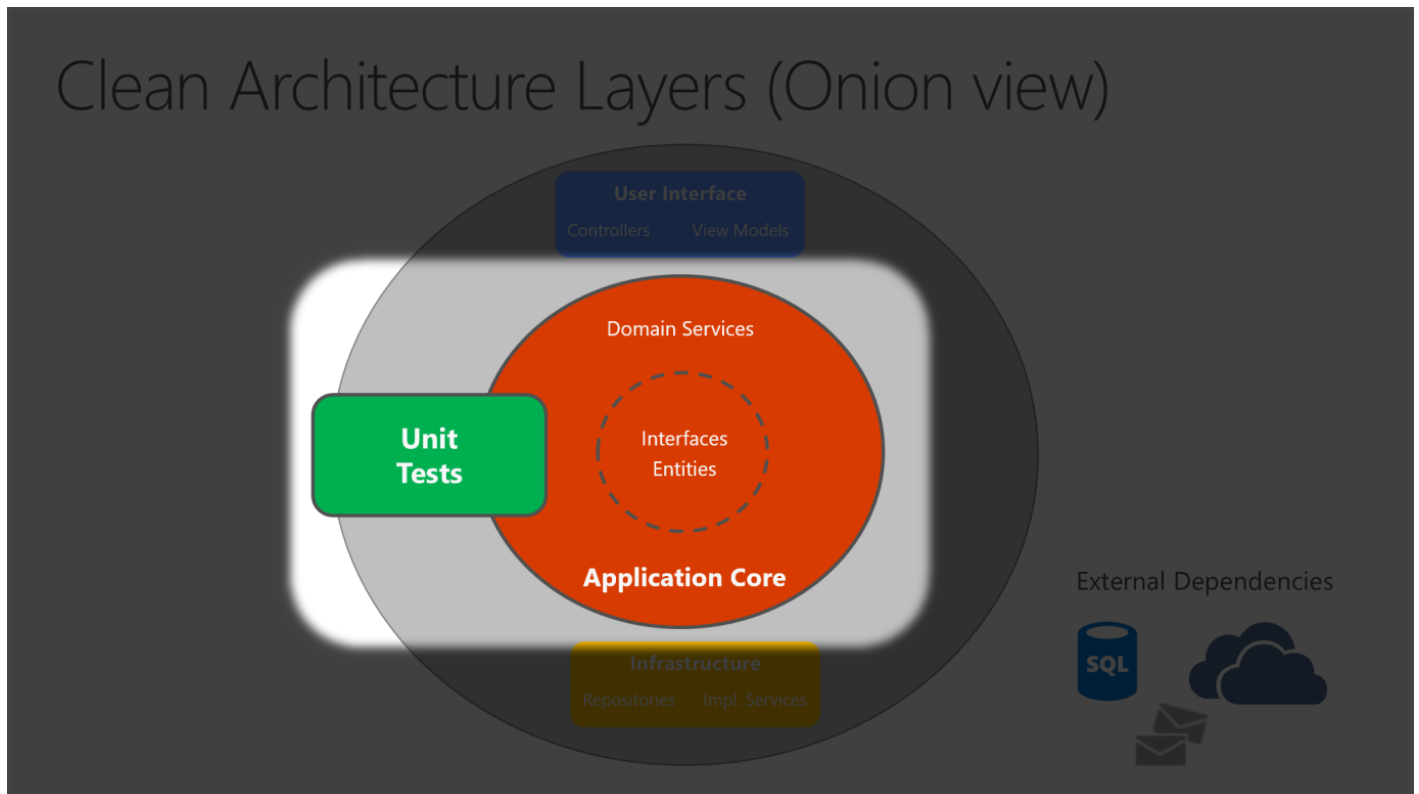 Clean Architecture Layers (Onion view)
User Interface
Controllers View Models
Domain Services
Interfaces
Entities
Unit
Tests
Application Core
Infrastructure
Repositories Impl. Services
External Dependencies
SQL